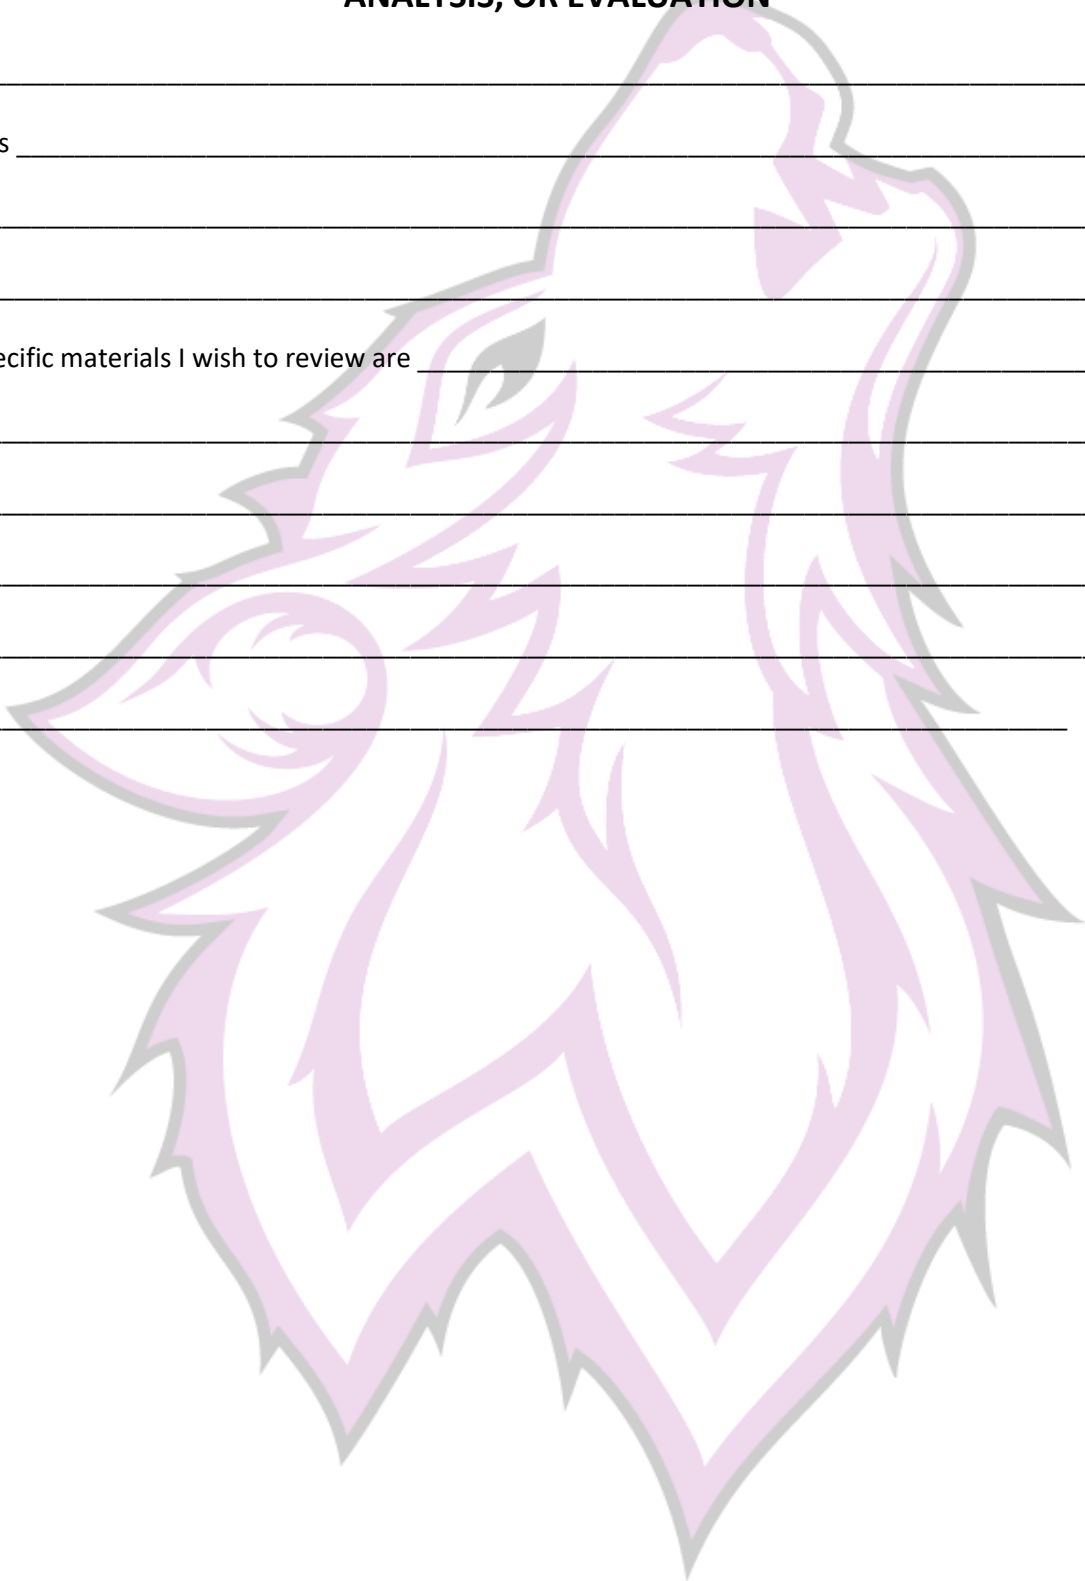 ANALYSIS, OR EVALUATION
s
ecific materials I wish to review are